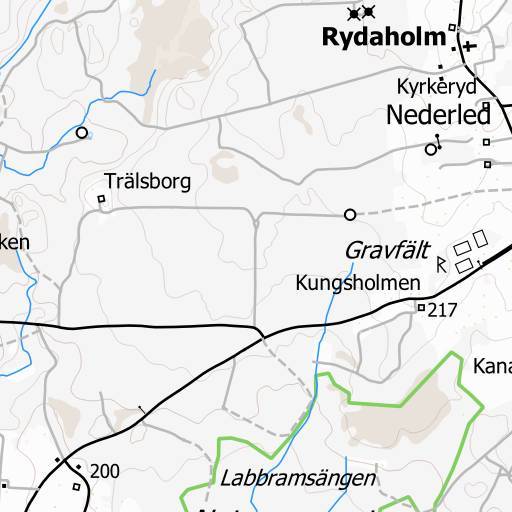 Rydaholm
Kyrkeryd
Nederled
Trälsborg
ken
Gravfält
Kungsholmen
217
Kana
200
Labbramsängen